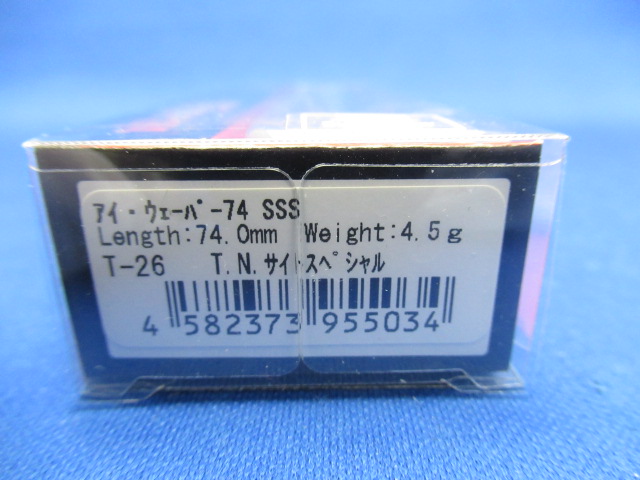 アイ・ウェーバー74 SSS
Length:74.0mm Weight:4.5g
T-26 T.N.サイトスペシャル
4 582373 955034